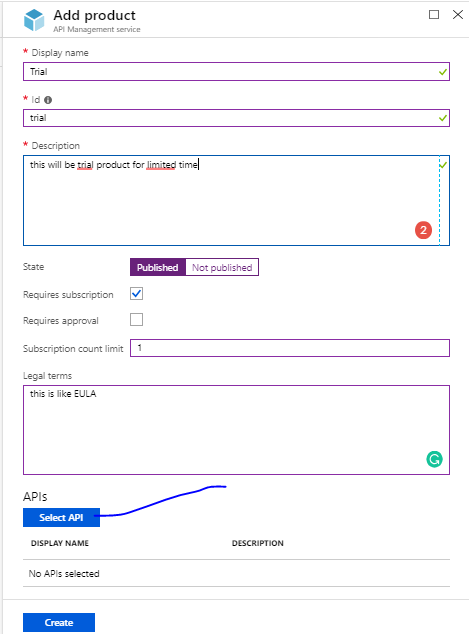 Add product
API Management service
* Display name
Trial
* Id
trial
* Description
this will be trial product for limited time
2
State
Published Not published
Requires subscription
Requires approval
Subscription count limit 1
Legal terms
this is like EULA
APIs
Select API
DISPLAY NAME DESCRIPTION
No APIs selected
Create